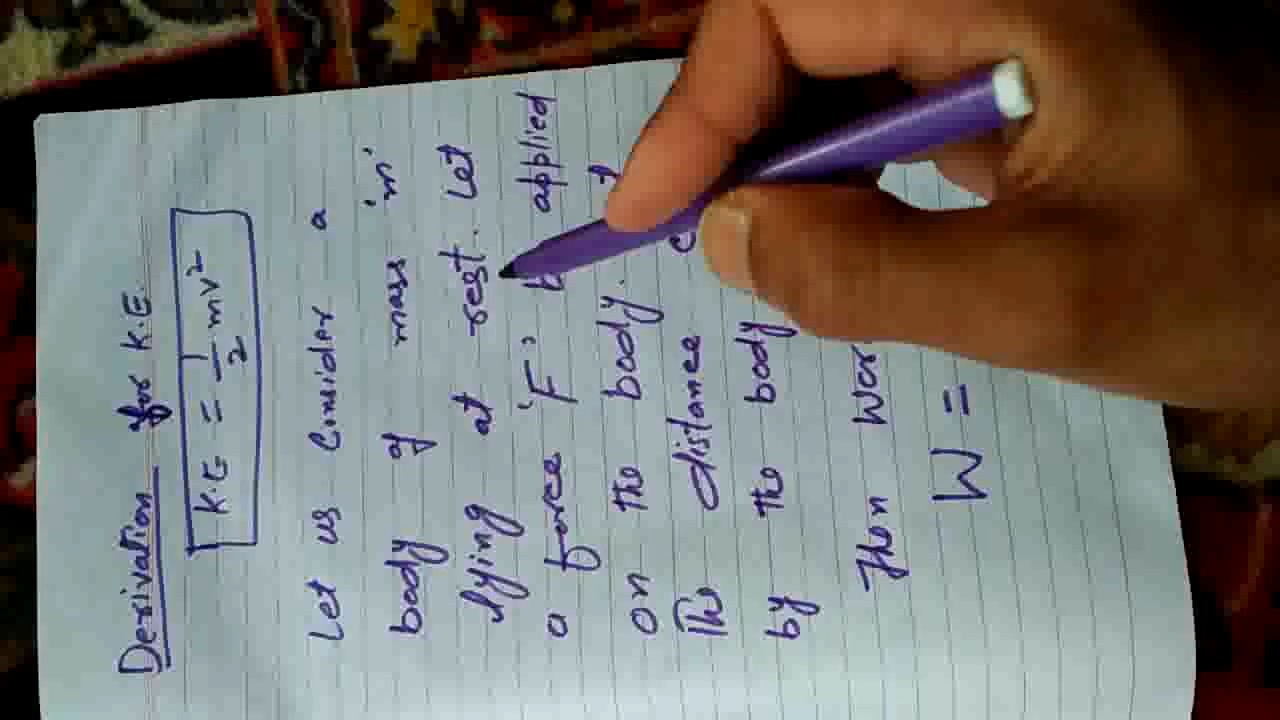 Derivation for K.E.
K.E = 1/2 mv²
Let us Consider a
body of mass 'm'
lying at rest. Let
a force 'F' applied
on the body.
The distance
by the body
Then
W =